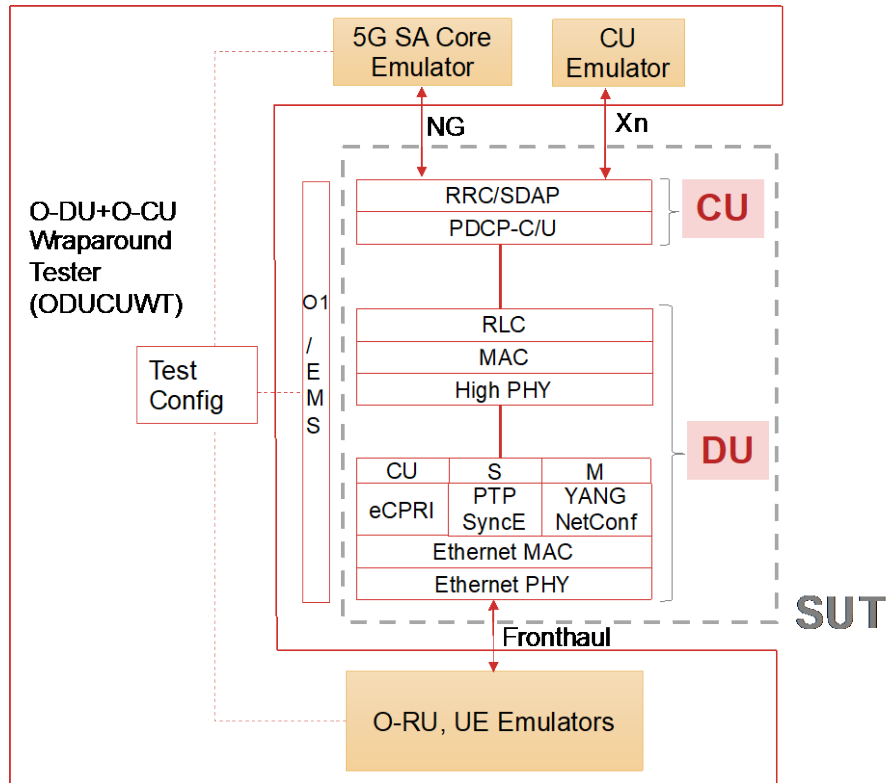 5G SA Core
Emulator
CU
Emulator
NG
Xn
O-DU+O-CU
Wraparound
Tester
(ODUCUWT)
RRC/SDAP
PDCP-C/U
CU
O1
/
E
M
S
RLC
MAC
High PHY
Test
Config
DU
CU S M
eCPRI
PTP
SyncE
YANG
NetConf
Ethernet MAC
Ethernet PHY
SUT
Fronthaul
O-RU, UE Emulators